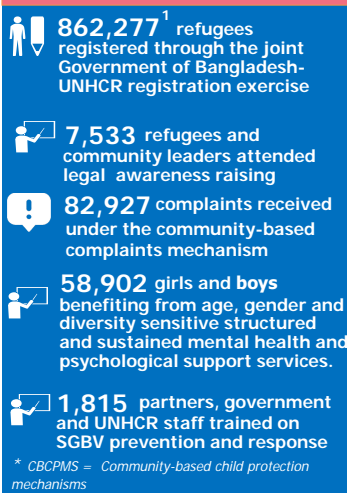 862,277¹ refugees
registered through the joint
Government of Bangladesh-
UNHCR registration exercise
7,533 refugees and
community leaders attended
legal awareness raising
82,927 complaints received
under the community-based
complaints mechanism
58,902 girls and boys
benefiting from age, gender and
diversity sensitive structured
and sustained mental health and
psychological support services.
1,815 partners, government
and UNHCR staff trained on
SGBV prevention and response
* CBCPMS = Community-based child protection
mechanisms